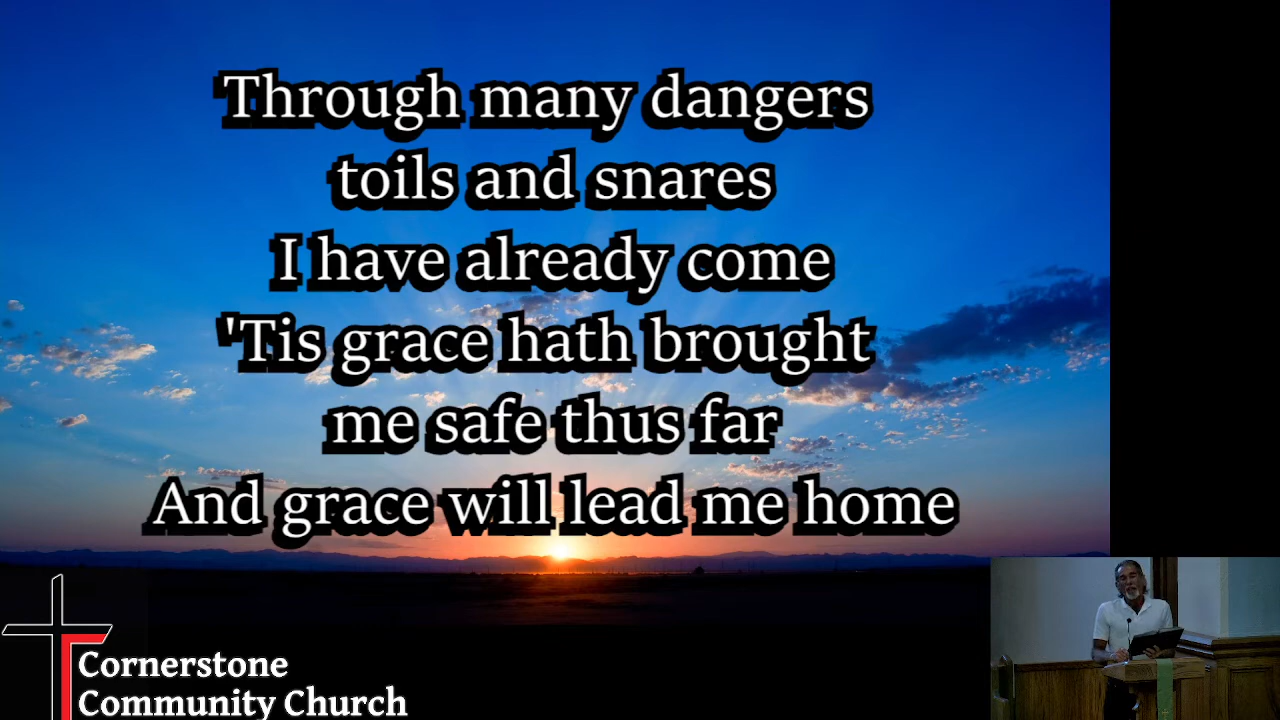 Through many dangers
toils and snares
I have already come
'Tis grace hath brought
me safe thus far
And grace will lead me home
Cornerstone
Community Church